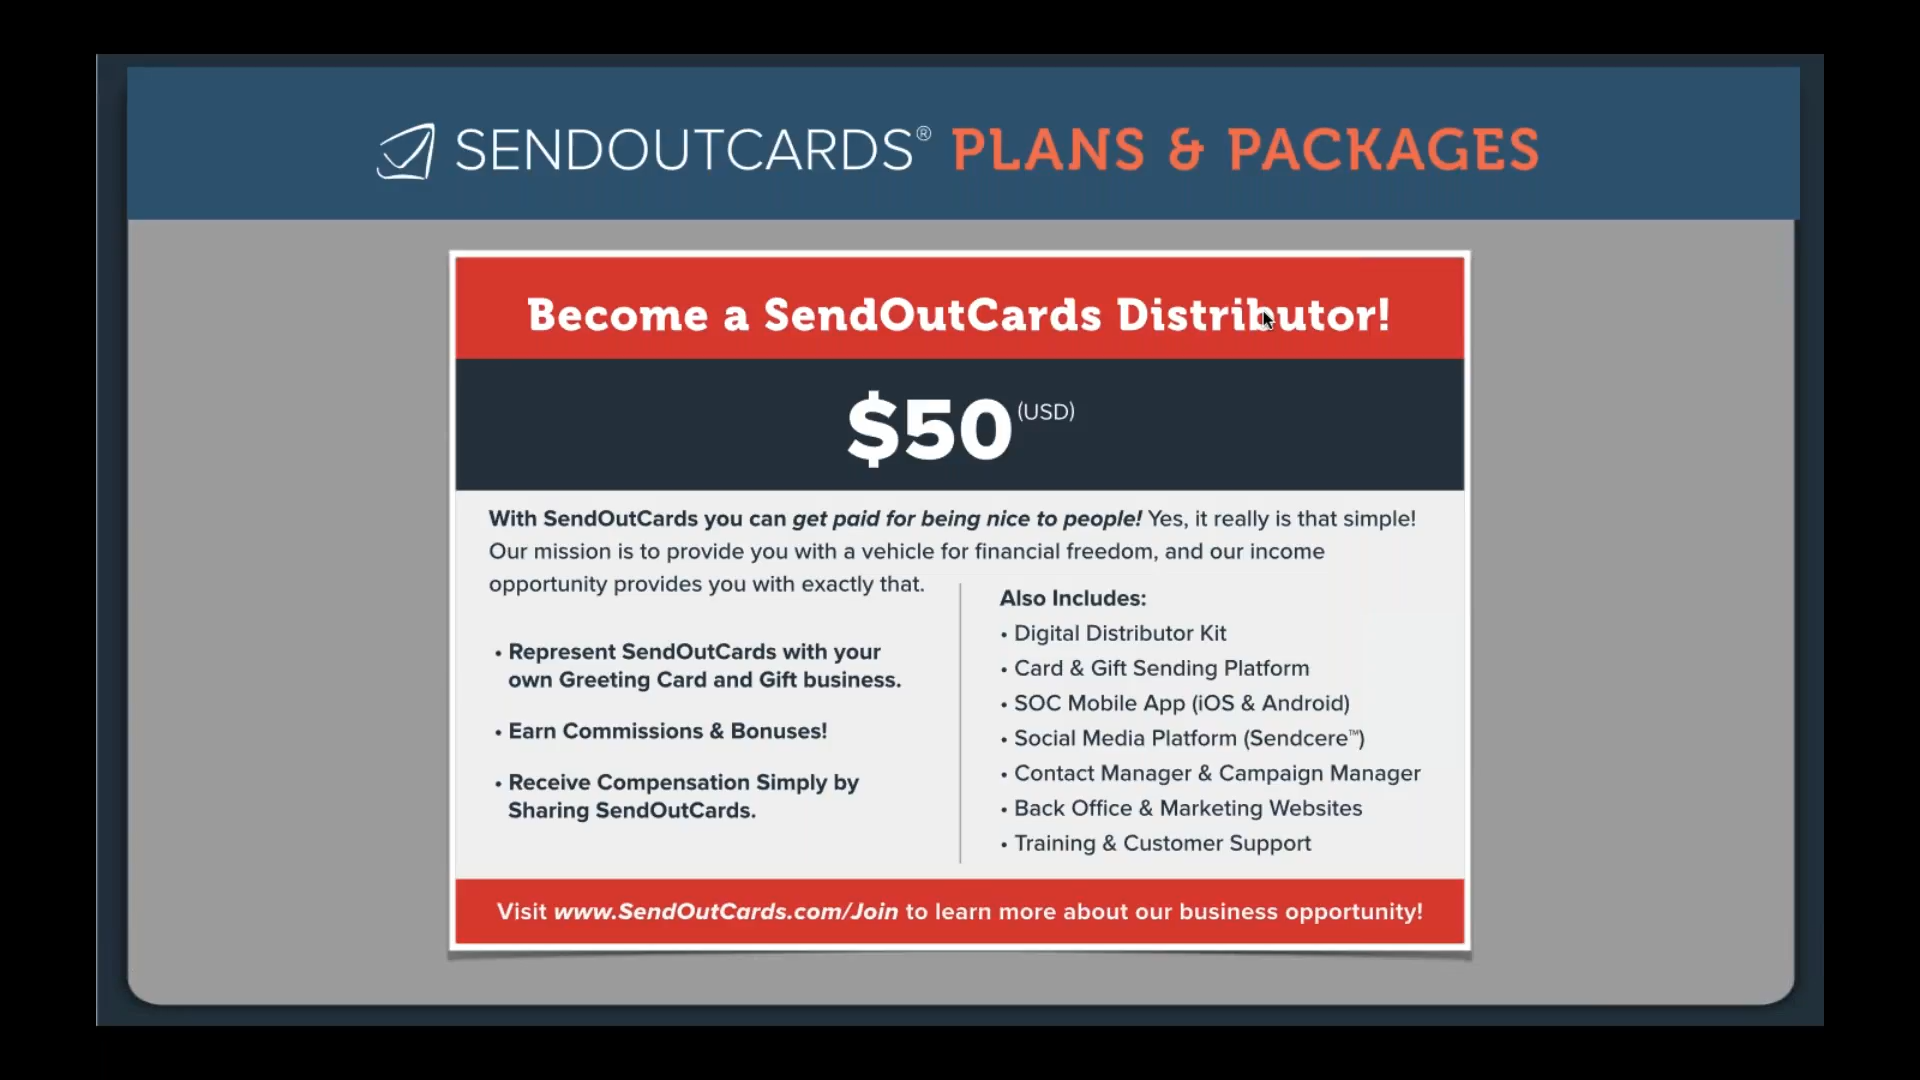 SENDOUTCARDS® PLANS & PACKAGES
Become a SendOutCards Distributor!
$50 (USD)
With SendOutCards you can get paid for being nice to people! Yes, it really is that simple!
Our mission is to provide you with a vehicle for financial freedom, and our income
opportunity provides you with exactly that.
• Represent SendOutCards with your
own Greeting Card and Gift business.
• Earn Commissions & Bonuses!
• Receive Compensation Simply by
Sharing SendOutCards.
Also Includes:
• Digital Distributor Kit
• Card & Gift Sending Platform
• SOC Mobile App (iOS & Android)
• Social Media Platform (Sendcere™)
• Contact Manager & Campaign Manager
• Back Office & Marketing Websites
• Training & Customer Support
Visit www.SendOutCards.com/Join to learn more about our business opportunity!